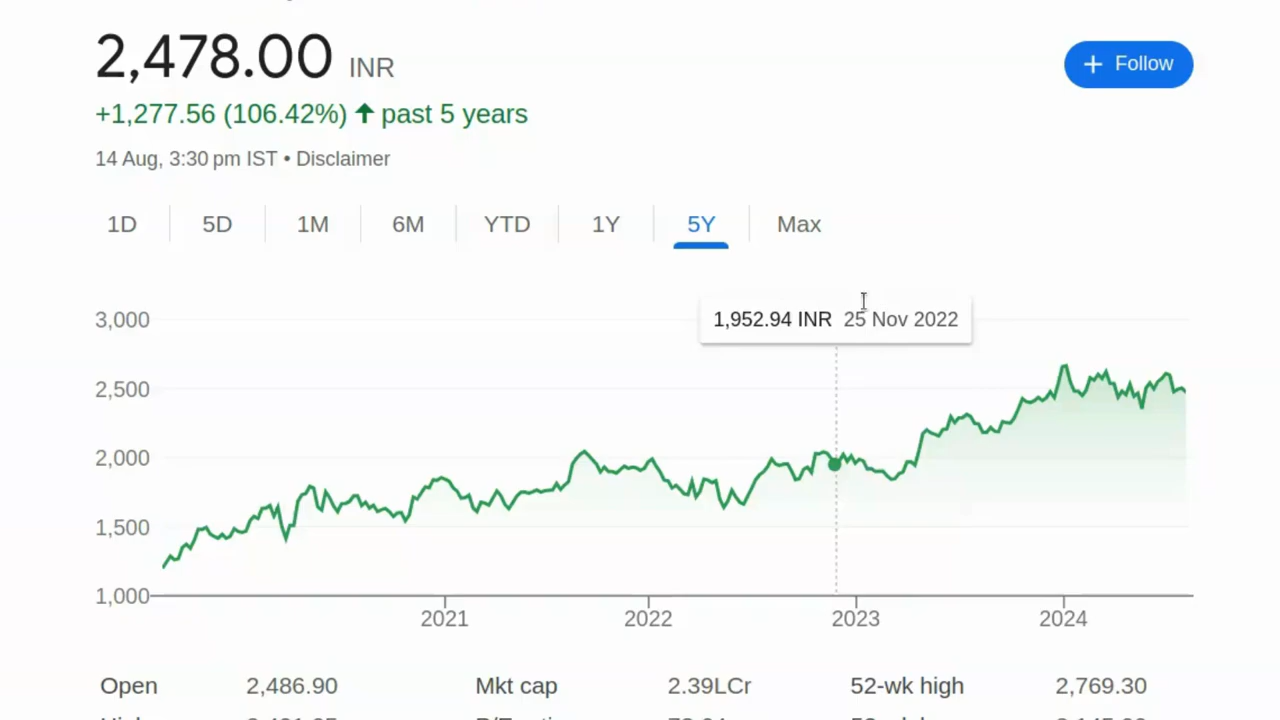 2,478.00 INR
+ Follow
+1,277.56 (106.42%) ↑ past 5 years
14 Aug, 3:30 pm IST • Disclaimer
1D 5D 1M 6M YTD 1Y 5Y Max
1,952.94 INR 25 Nov 2022
3,000
2,500
2,000
1,500
1,000
2021 2022 2023 2024
Open 2,486.90 Mkt cap 2.39LCr 52-wk high 2,769.30